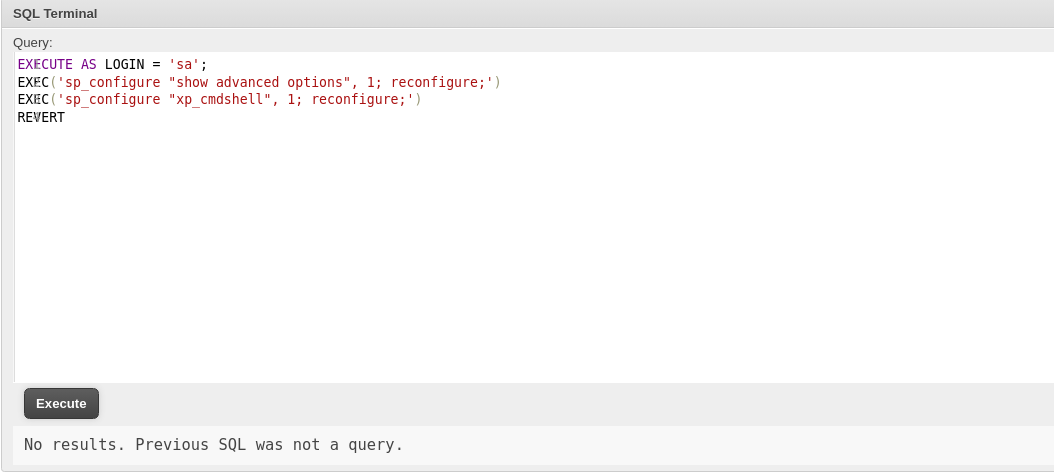 SQL Terminal
Query:
EXECUTE AS LOGIN = 'sa';
EXEC('sp_configure "show advanced options", 1; reconfigure;')
EXEC('sp_configure "xp_cmdshell", 1; reconfigure;')
REVERT
Execute
No results. Previous SQL was not a query.